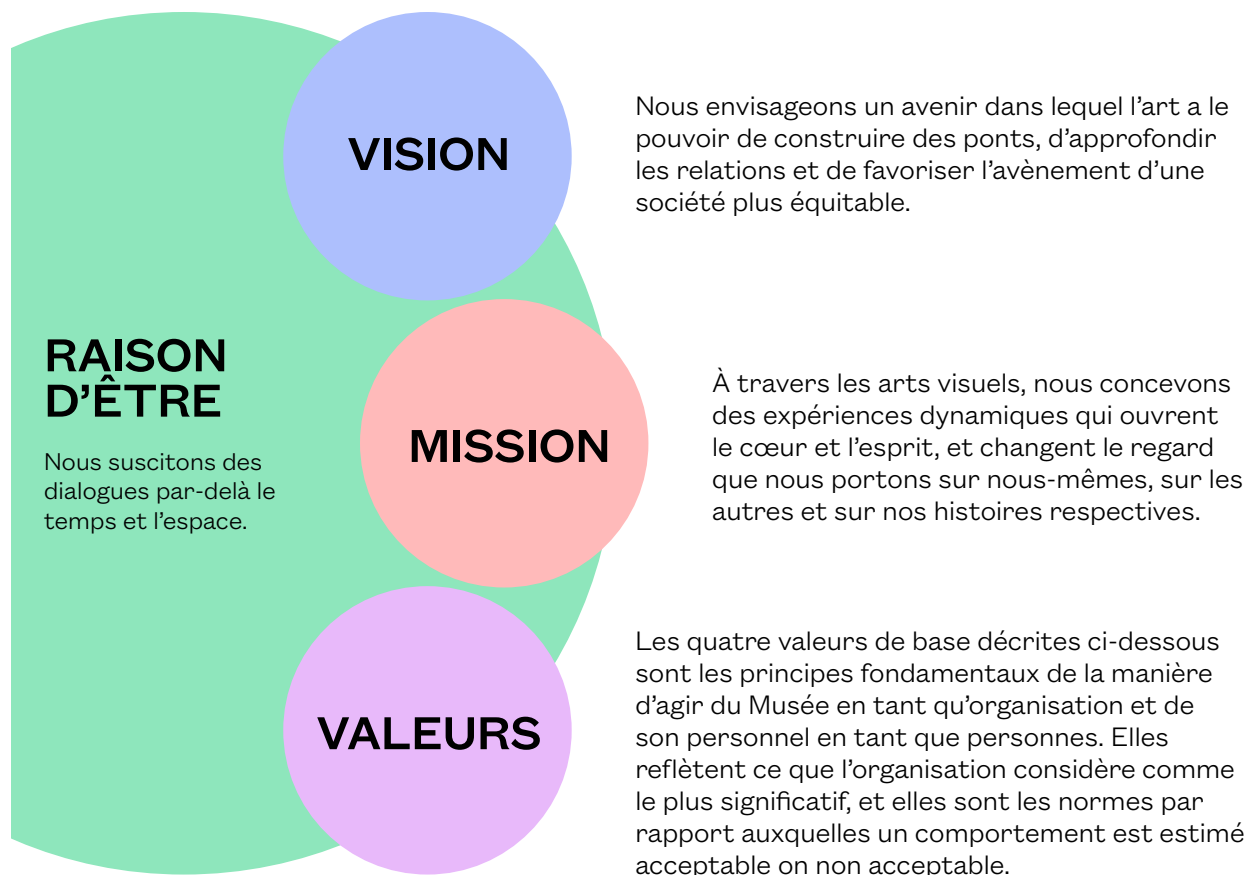 RAISON
D’ÊTRE
Nous suscitons des
dialogues par-delà le
temps et l’espace.
VISION
Nous envisageons un avenir dans lequel l’art a le
pouvoir de construire des ponts, d’approfondir
les relations et de favoriser l’avènement d’une
société plus équitable.
MISSION
À travers les arts visuels, nous concevons
des expériences dynamiques qui ouvrent
le cœur et l’esprit, et changent le regard
que nous portons sur nous-mêmes, sur les
autres et sur nos histoires respectives.
VALEURS
Les quatre valeurs de base décrites ci-dessous
sont les principes fondamentaux de la manière
d’agir du Musée en tant qu’organisation et de
son personnel en tant que personnes. Elles
reflètent ce que l’organisation considère comme
le plus significatif, et elles sont les normes par
rapport auxquelles un comportement est estimé
acceptable on non acceptable.